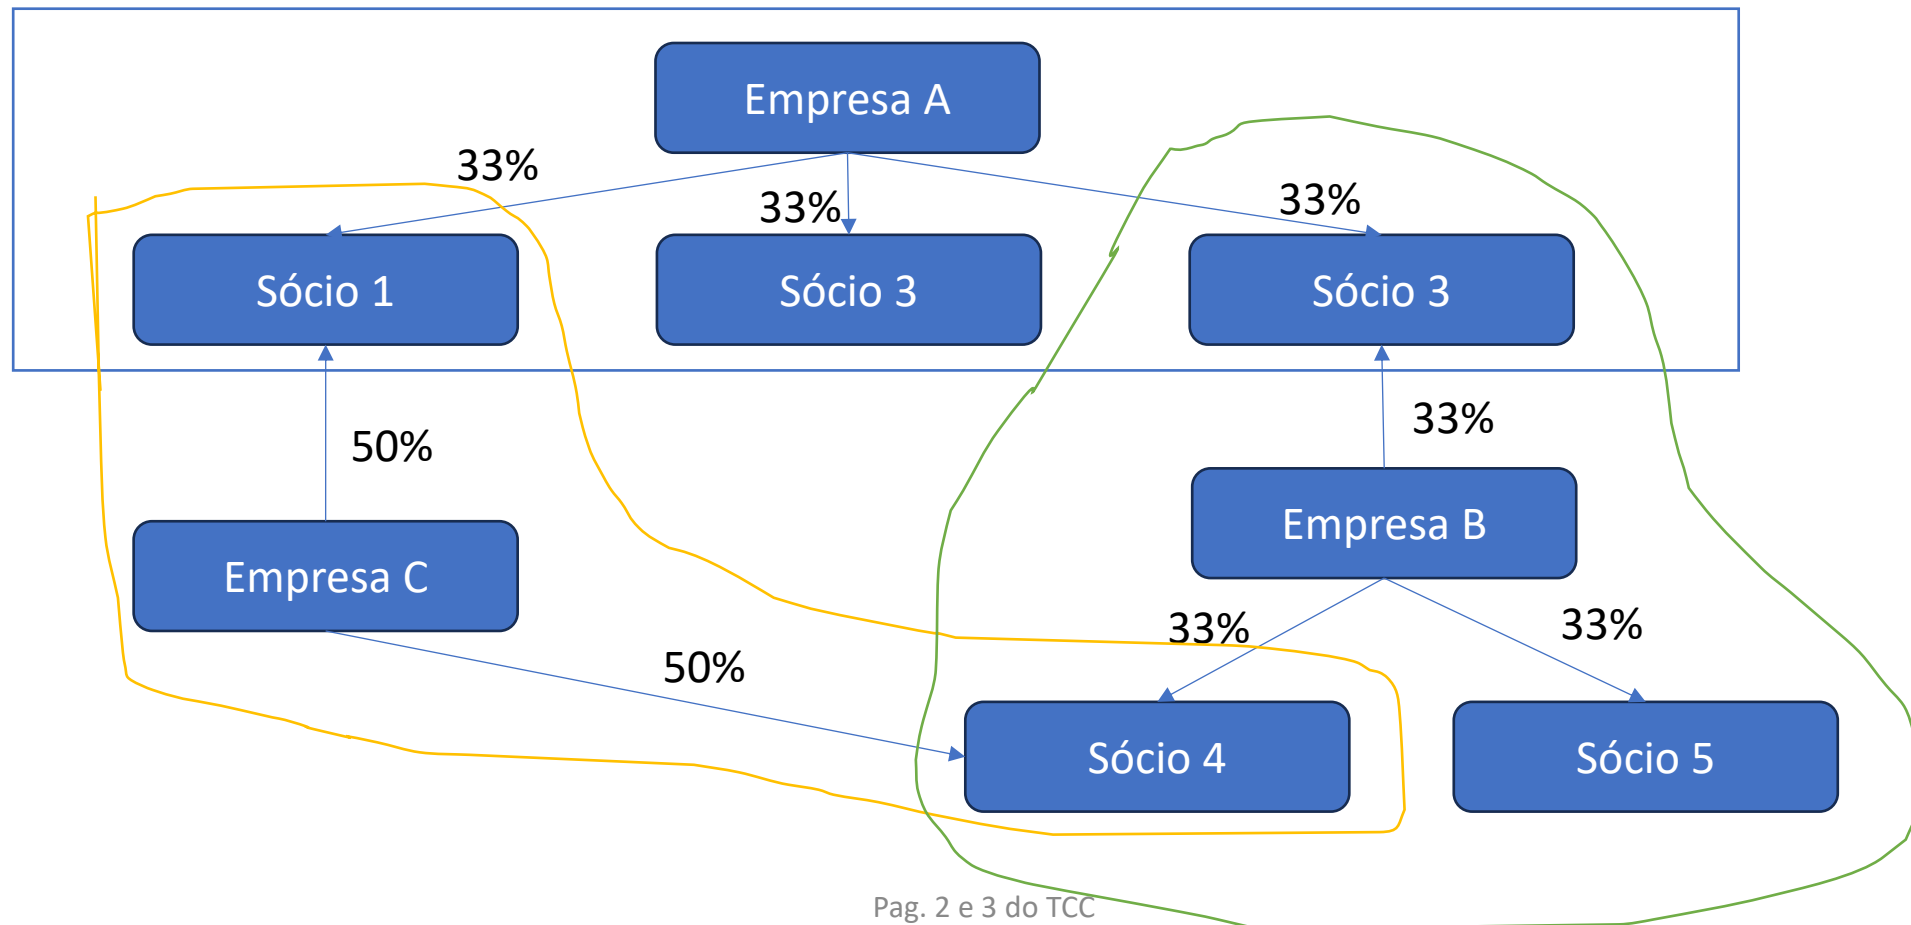 Empresa A
33%
33%
33%
Sócio 1
Sócio 3
Sócio 3
50%
33%
Empresa C
Empresa B
50%
33%
33%
Sócio 4
Sócio 5
Pag. 2 e 3 do TCC